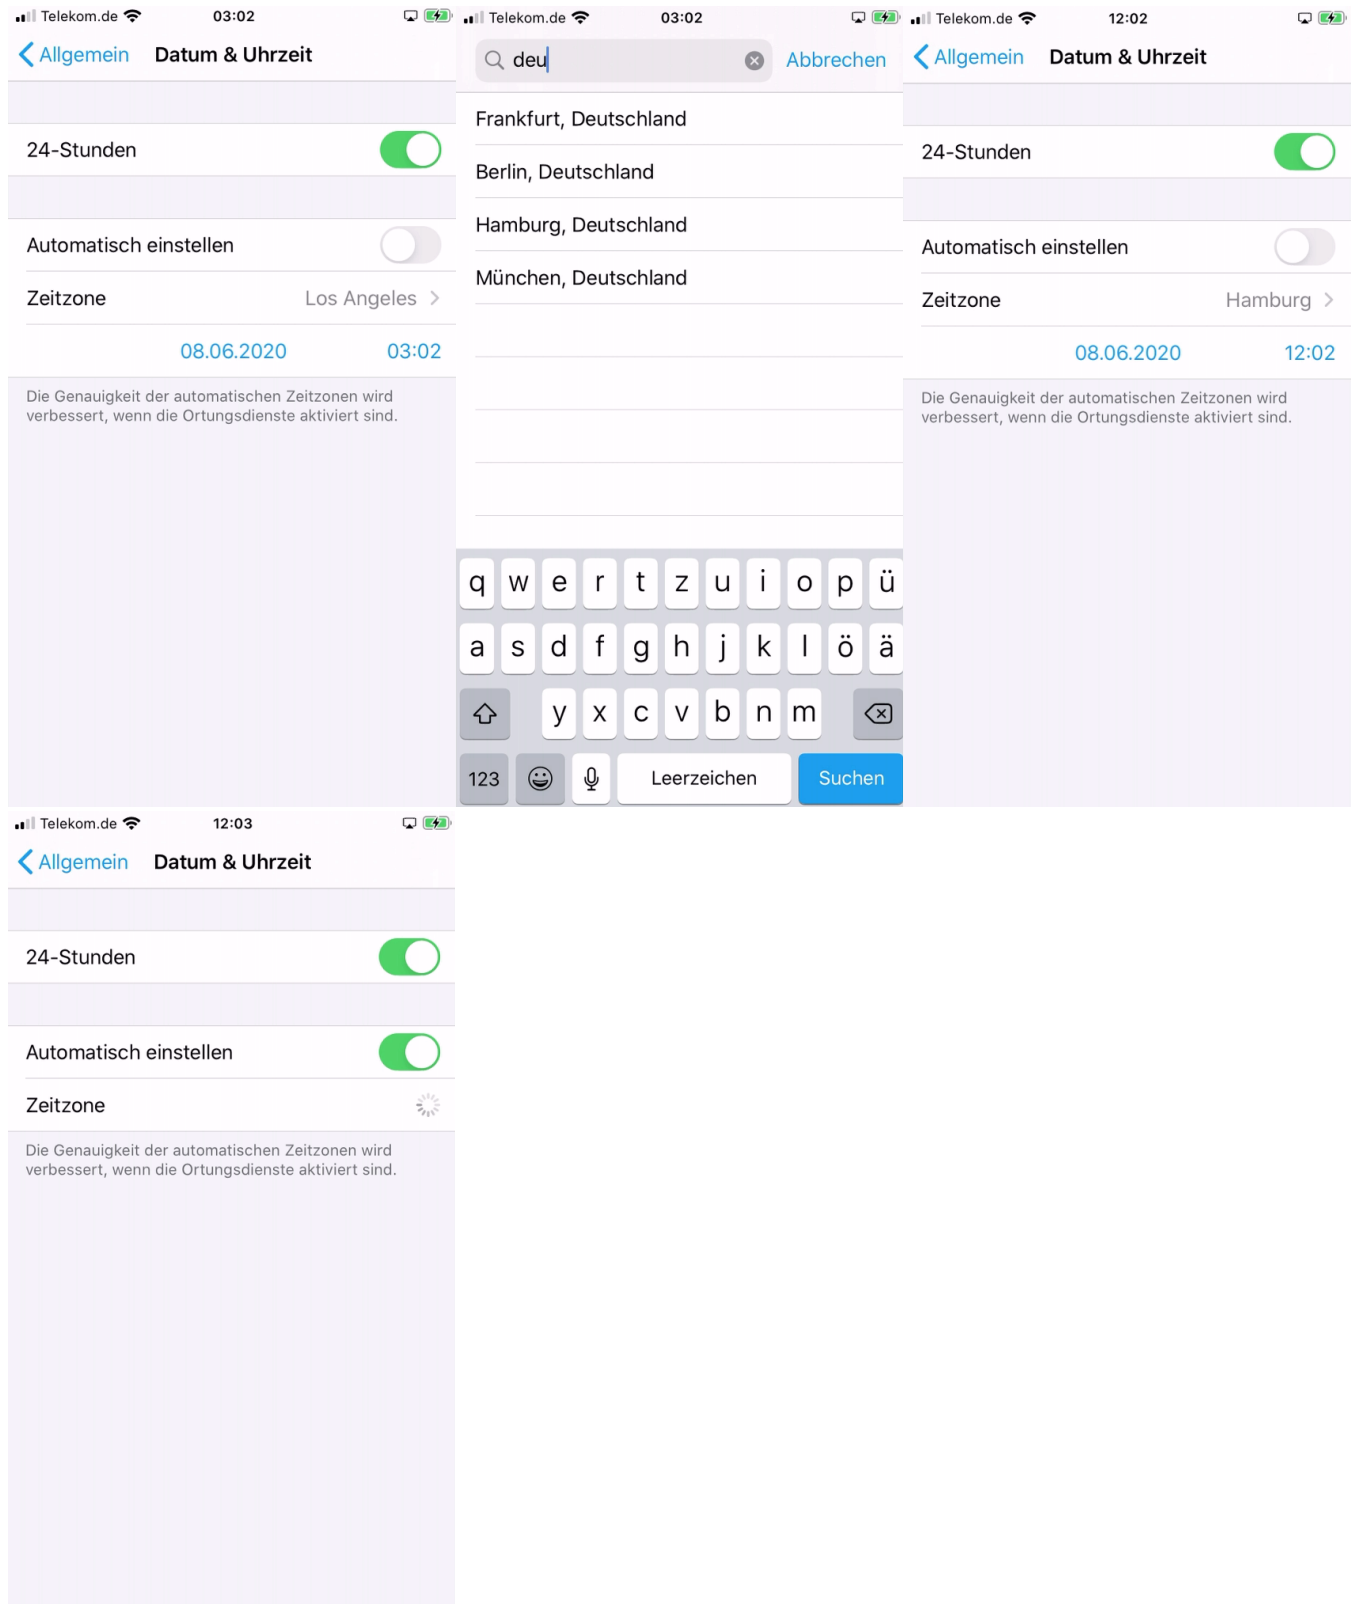 Telekom.de 03:02
Allgemein Datum & Uhrzeit
24-Stunden
Automatisch einstellen
Zeitzone Los Angeles
08.06.2020 03:02
Die Genauigkeit der automatischen Zeitzonen wird
verbessert, wenn die Ortungsdienste aktiviert sind.
Telekom.de 03:02
deu Abbrechen
Frankfurt, Deutschland
Berlin, Deutschland
Hamburg, Deutschland
München, Deutschland
q w e r t z u i o p ü
a s d f g h j k l ö ä
y x c v b n m
123 Leerzeichen Suchen
Telekom.de 12:02
Allgemein Datum & Uhrzeit
24-Stunden
Automatisch einstellen
Zeitzone Hamburg
08.06.2020 12:02
Die Genauigkeit der automatischen Zeitzonen wird
verbessert, wenn die Ortungsdienste aktiviert sind.
Telekom.de 12:03
Allgemein Datum & Uhrzeit
24-Stunden
Automatisch einstellen
Zeitzone
Die Genauigkeit der automatischen Zeitzonen wird
verbessert, wenn die Ortungsdienste aktiviert sind.